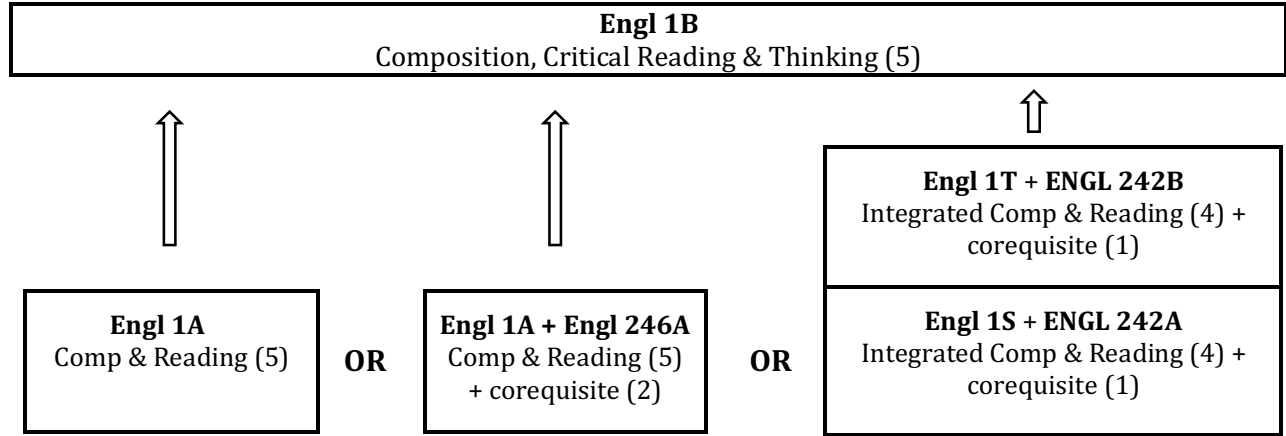 Engl 1B
Composition, Critical Reading & Thinking (5)
Engl 1A
Comp & Reading (5)
OR
Engl 1A + Engl 246A
Comp & Reading (5)
+ corequisite (2)
OR
Engl 1T + ENGL 242B
Integrated Comp & Reading (4) +
corequisite (1)
Engl 1S + ENGL 242A
Integrated Comp & Reading (4) +
corequisite (1)